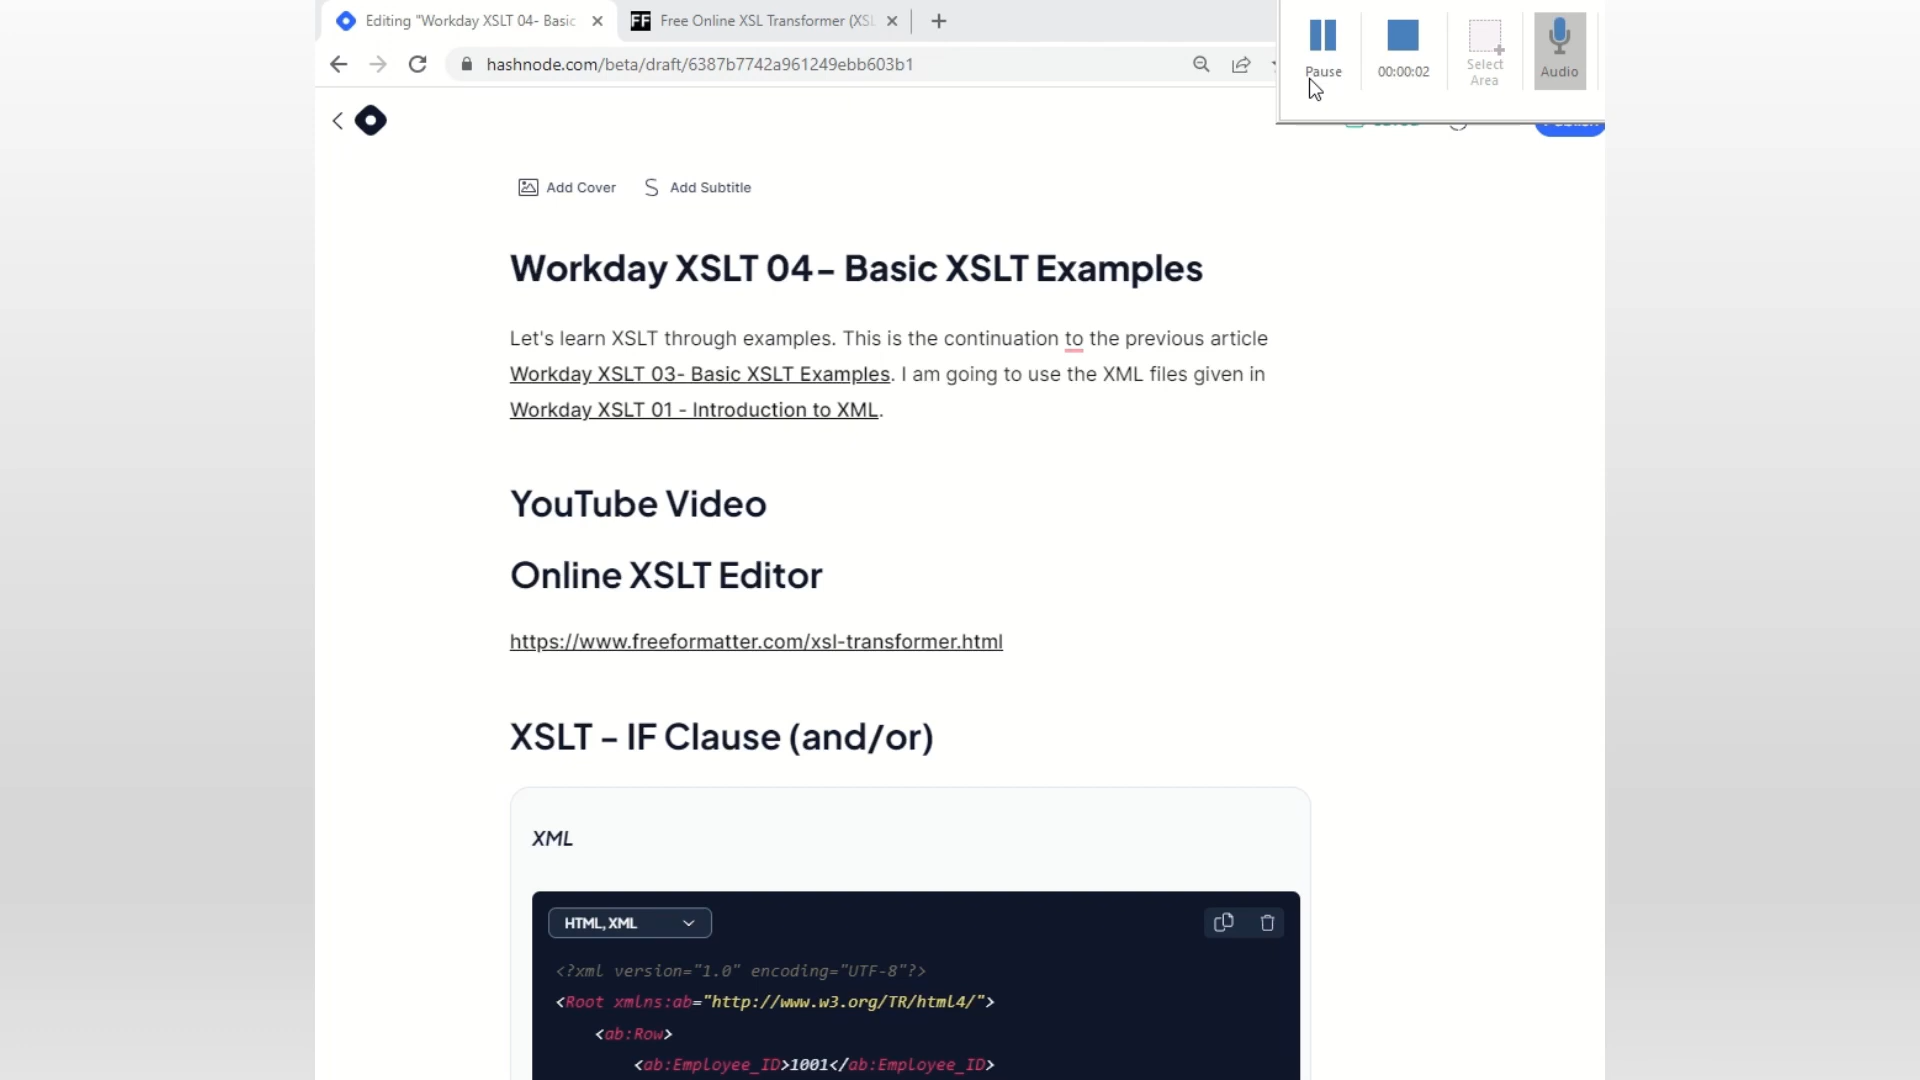 Editing "Workday XSLT 04- Basic
Free Online XSL Transformer (XSL
hashnode.com/beta/draft/6387b7742a961249ebb603b1
Pause
00:00:02
Select
Area
Audio
Add Cover
Add Subtitle
Workday XSLT 04- Basic XSLT Examples
Let's learn XSLT through examples. This is the continuation to the previous article
Workday XSLT 03- Basic XSLT Examples. I am going to use the XML files given in
Workday XSLT 01 - Introduction to XML.
YouTube Video
Online XSLT Editor
https://www.freeformatter.com/xsl-transformer.html
XSLT - IF Clause (and/or)
XML
HTML, XML
<?xml version="1.0" encoding="UTF-8"?>
<Root xmlns:ab="http://www.w3.org/TR/html4/">
<ab:Row>
<ab:Employee_ID>1001</ab:Employee_ID>